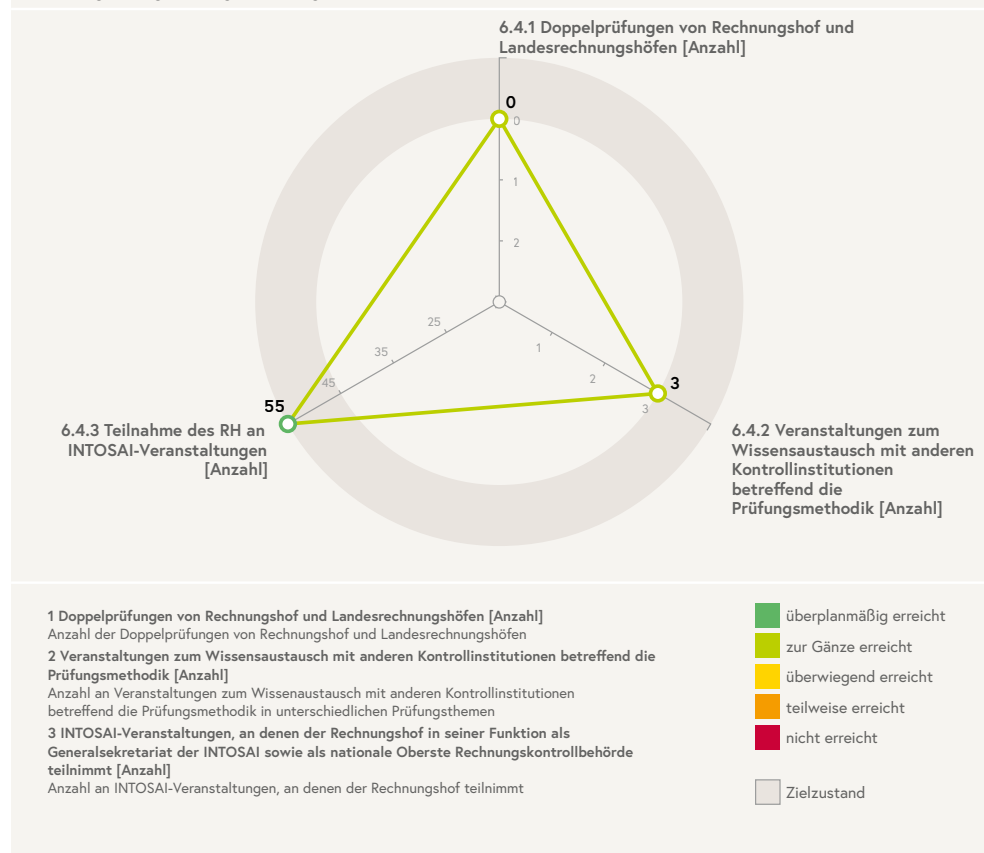 6.4.1 Doppelprüfungen von Rechnungshof und
Landesrechnungshöfen [Anzahl]
0
0
1
2
25
35
45
55
1
2
3
3
6.4.3 Teilnahme des RH an
INTOSAI-Veranstaltungen
[Anzahl]
6.4.2 Veranstaltungen zum
Wissensaustausch mit anderen
Kontrollinstitutionen
betreffend die
Prüfungsmethodik [Anzahl]
1 Doppelprüfungen von Rechnungshof und Landesrechnungshöfen [Anzahl]
Anzahl der Doppelprüfungen von Rechnungshof und Landesrechnungshöfen
2 Veranstaltungen zum Wissensaustausch mit anderen Kontrollinstitutionen betreffend die
Prüfungsmethodik [Anzahl]
Anzahl an Veranstaltungen zum Wissenaustausch mit anderen Kontrollinstitutionen
betreffend die Prüfungsmethodik in unterschiedlichen Prüfungsthemen
3 INTOSAI-Veranstaltungen, an denen der Rechnungshof in seiner Funktion als
Generalsekretariat der INTOSAI sowie als nationale Oberste Rechnungskontrollbehörde
teilnimmt [Anzahl]
Anzahl an INTOSAI-Veranstaltungen, an denen der Rechnungshof teilnimmt
überplanmäßig erreicht
zur Gänze erreicht
überwiegend erreicht
teilweise erreicht
nicht erreicht
Zielzustand